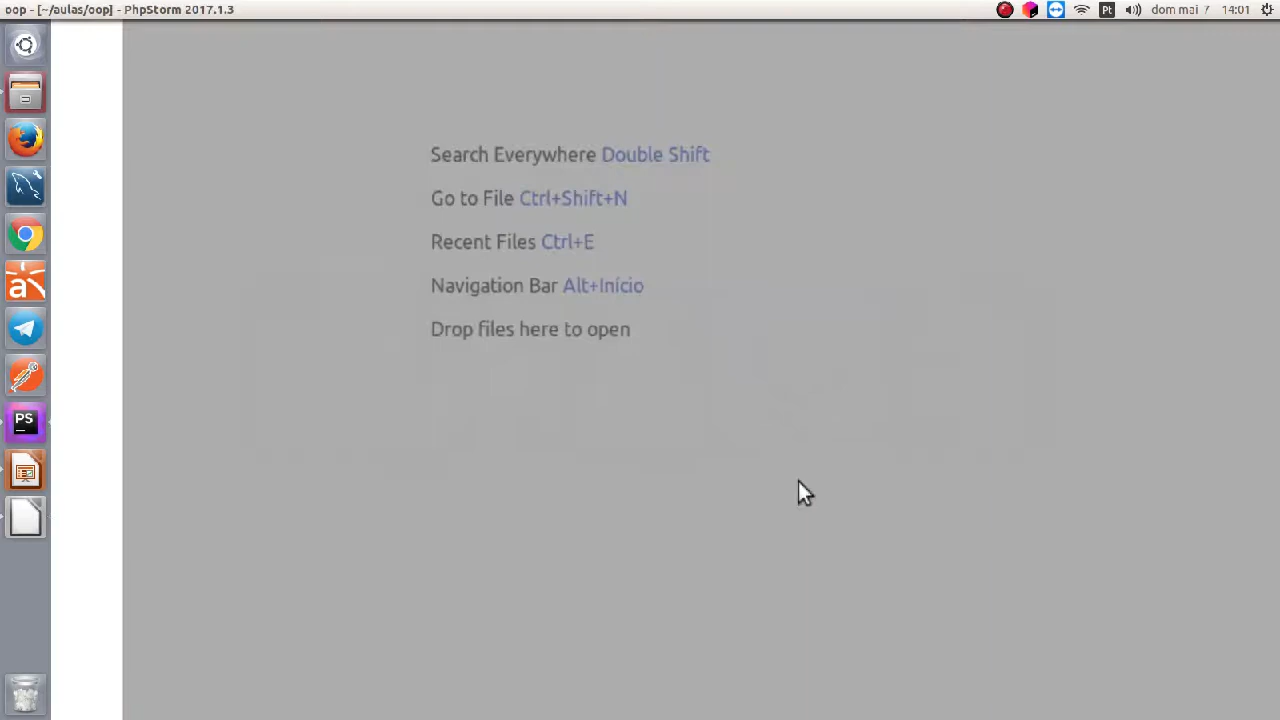 oop - [~/aulas/oop] - PhpStorm 2017.1.3
Pt
dom mai 7 14:01
Search Everywhere Double Shift
Go to File Ctrl+Shift+N
Recent Files Ctrl+E
Navigation Bar Alt+Início
Drop files here to open
a
PS